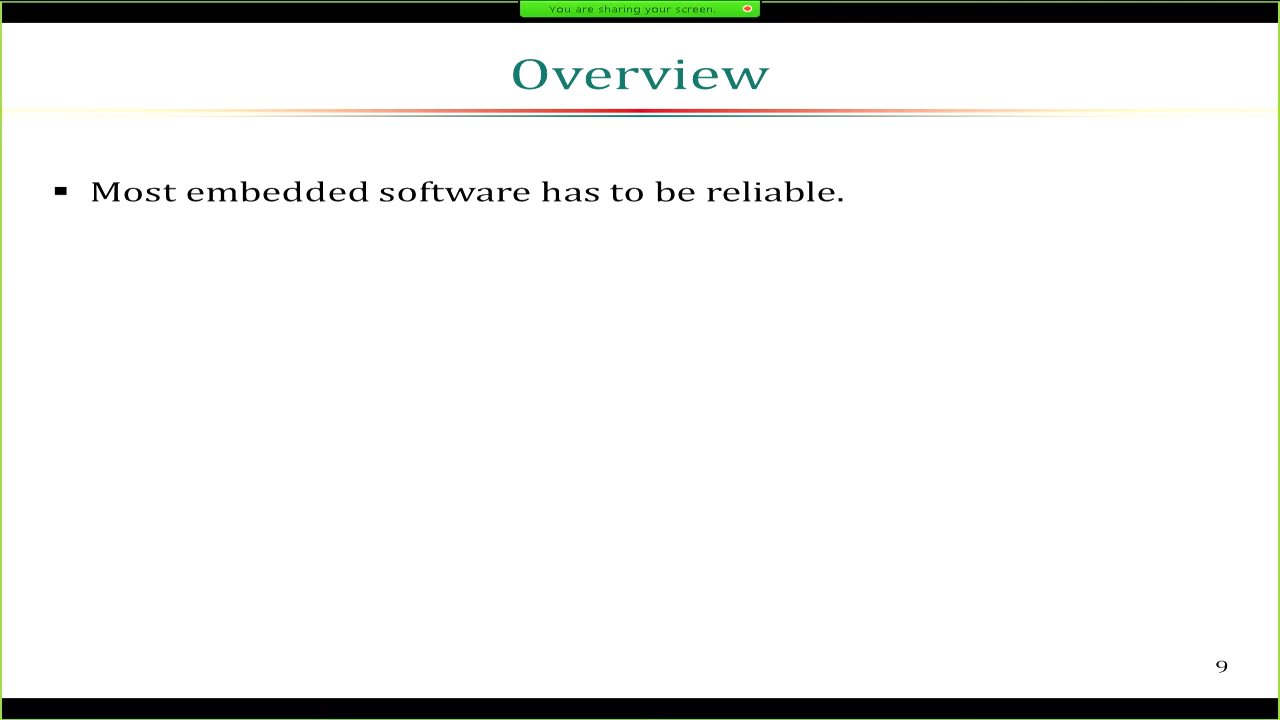 You are sharing your screen.
Overview
▪ Most embedded software has to be reliable.
9